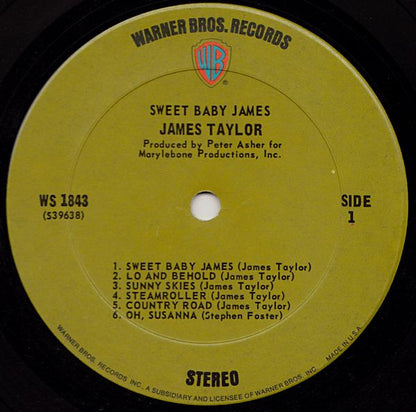 WARNER BROS. RECORDS
WB
SWEET BABY JAMES
JAMES TAYLOR
Produced by Peter Asher for
Marylebone Productions, Inc.
WS 1843
(S39638)
SIDE
1
1. SWEET BABY JAMES (James Taylor)
2. LO AND BEHOLD (James Taylor)
3. SUNNY SKIES (James Taylor)
4. STEAMROLLER (James Taylor)
5. COUNTRY ROAD (James Taylor)
6. OH, SUSANNA (Stephen Foster)
STEREO
WARNER BROS. RECORDS INC., A SUBSIDIARY AND LICENSEE OF WARNER BROS. INC.
MADE IN U.S.A.